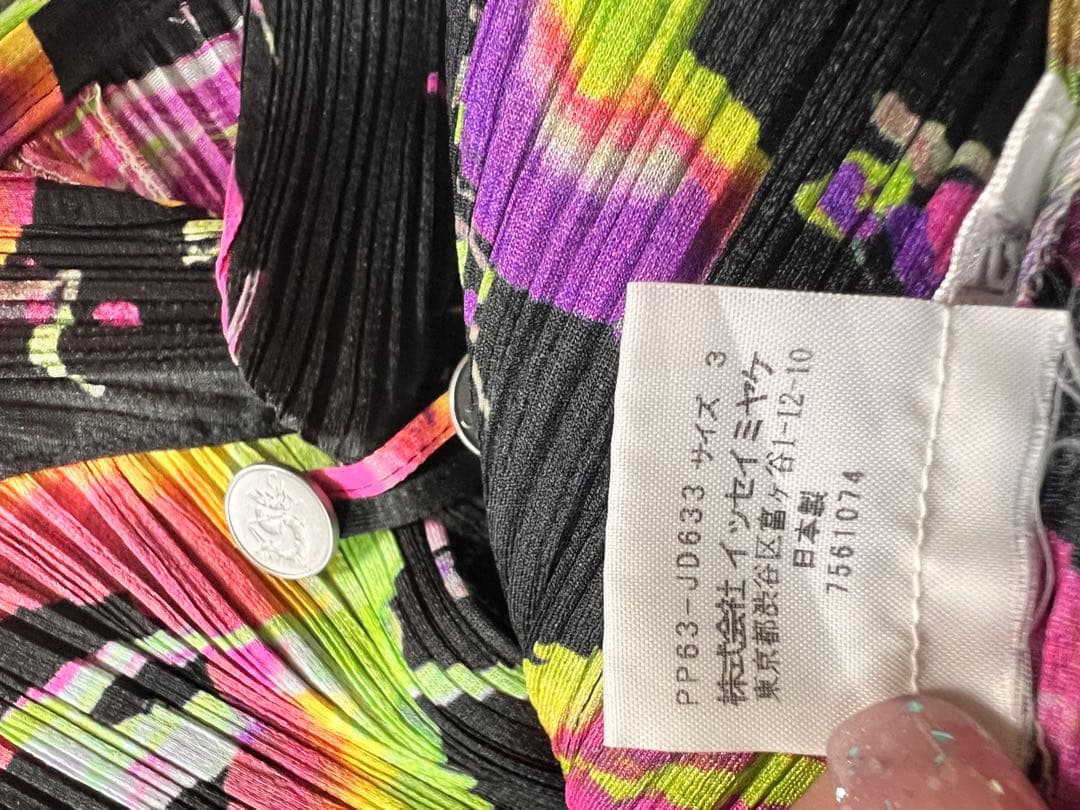 PP63-JD633 サイズ 3
株式会社 イッセイミヤケ
東京都渋谷区富ヶ谷1-12-10
日本製
7561074